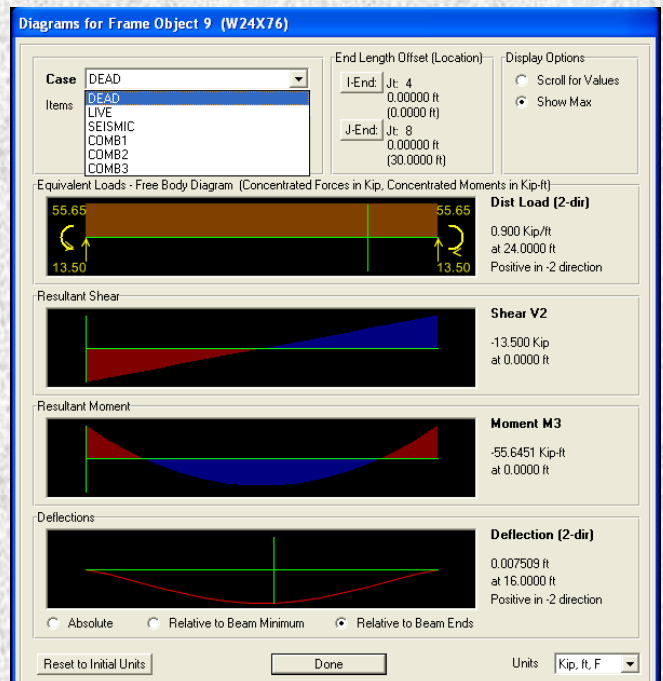 Diagrams for Frame Object 9 (W24X76)
Case DEAD
Items
DEAD
LIVE
SEISMIC
COMB1
COMB2
COMB3
End Length Offset (Location)
I-End: Jt: 4
0.00000 ft
(0.0000 ft)
J-End: Jt: 8
0.00000 ft
(30.0000 ft)
Display Options
Scroll for Values
Show Max
Equivalent Loads - Free Body Diagram (Concentrated Forces in Kip, Concentrated Moments in Kip-ft)
55.65 55.65
13.50 13.50
Dist Load (2-dir)
0.900 Kip/ft
at 24.0000 ft
Positive in -2 direction
Resultant Shear
Shear V2
-13.500 Kip
at 0.0000 ft
Resultant Moment
Moment M3
-55.6451 Kip-ft
at 0.0000 ft
Deflections
Deflection (2-dir)
0.007509 ft
at 16.0000 ft
Positive in -2 direction
Absolute Relative to Beam Minimum Relative to Beam Ends
Reset to Initial Units Done Units Kip, ft, F